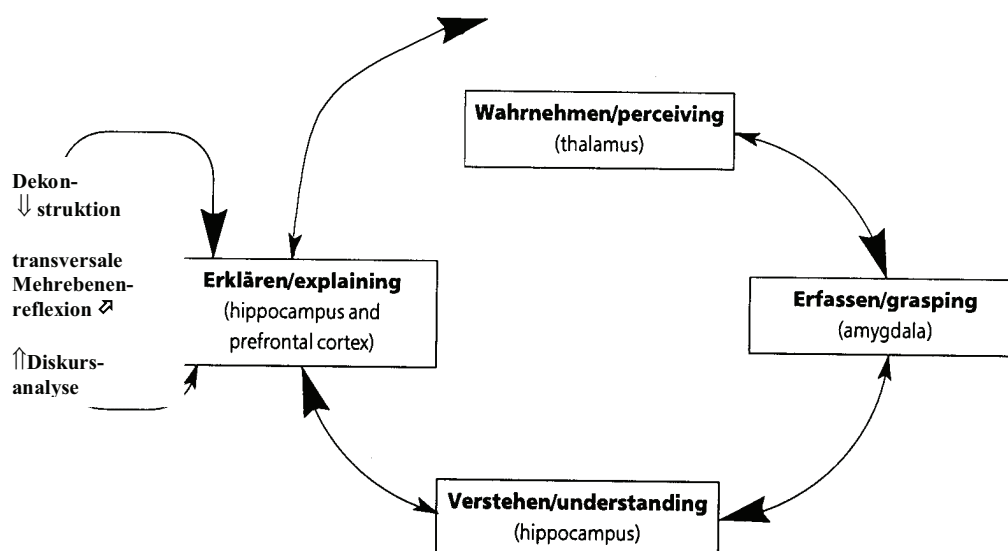 Wahrnehmen/perceiving
(thalamus)
Dekon-
⇓ struktion
transversale
Mehrebenen-
reflexion ⬀
⇑Diskurs-
analyse
Erklären/explaining
(hippocampus and
prefrontal cortex)
Erfassen/grasping
(amygdala)
Verstehen/understanding
(hippocampus)